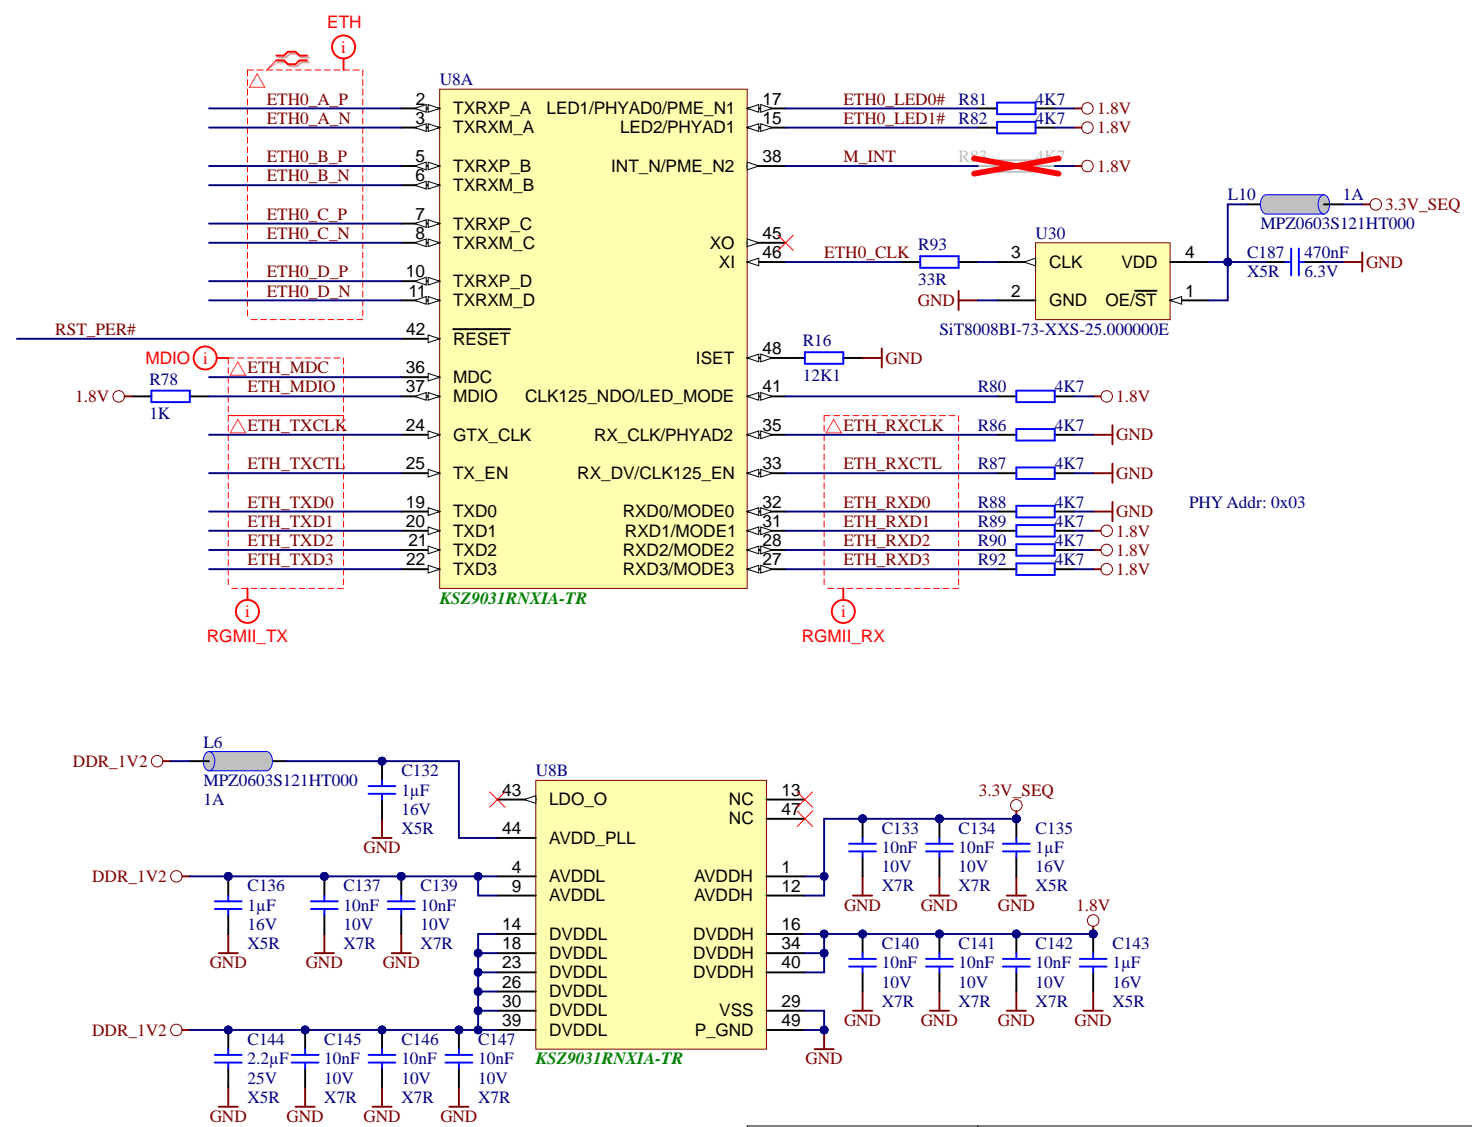 ETH
U8A
ETH0_A_P 2 TXRXP_A LED1/PHYAD0/PME_N1 17 ETH0_LED0# R81 4K7 1.8V
ETH0_A_N 3 TXRXM_A LED2/PHYAD1 15 ETH0_LED1# R82 4K7 1.8V
ETH0_B_P 5 TXRXP_B INT_N/PME_N2 38 M_INT R83 4K7 1.8V
ETH0_B_N 6 TXRXM_B
L10 1A 3.3V_SEQ
MPZ0603S121HT000
ETH0_C_P 7 TXRXP_C
ETH0_C_N 8 TXRXM_C XO 45 U30
ETH0_CLK R93 3 CLK VDD 4 C187 470nF GND
XI 46 33R X5R 6.3V
ETH0_D_P 10 TXRXP_D
ETH0_D_N 11 TXRXM_D GND 2 GND OE/ST 1
SiT8008BI-73-XXS-25.000000E
RST_PER# 42 RESET
MDIO ISET 48 R16 GND
12K1
ETH_MDC 36 MDC
1.8V R78 ETH_MDIO 37 MDIO CLK125_NDO/LED_MODE 41 R80 4K7 1.8V
1K
ETH_TXCLK 24 GTX_CLK RX_CLK/PHYAD2 35 ETH_RXCLK R86 4K7 GND
ETH_TXCTL 25 TX_EN RX_DV/CLK125_EN 33 ETH_RXCTL R87 4K7 GND
ETH_TXD0 19 TXD0 RXD0/MODE0 32 ETH_RXD0 R88 4K7 GND PHY Addr: 0x03
ETH_TXD1 20 TXD1 RXD1/MODE1 31 ETH_RXD1 R89 4K7 1.8V
ETH_TXD2 21 TXD2 RXD2/MODE2 28 ETH_RXD2 R90 4K7 1.8V
ETH_TXD3 22 TXD3 RXD3/MODE3 27 ETH_RXD3 R92 4K7 1.8V
KSZ9031RNXIA-TR
RGMII_TX RGMII_RX
L6
DDR_1V2
MPZ0603S121HT000
1A
C132
1µF
16V
X5R
GND
U8B
43 LDO_O NC 13
NC 47
44 AVDD_PLL
3.3V_SEQ
C133 C134 C135
10nF 10nF 1µF
10V 10V 16V
X7R X7R X5R
GND GND GND
DDR_1V2 4 AVDDL AVDDH 1
9 AVDDL AVDDH 12
C136 C137 C139
1µF 10nF 10nF
16V 10V 10V
X5R X7R X7R
GND GND GND
1.8V
14 DVDDL DVDDH 16
18 DVDDL DVDDH 34
23 DVDDL DVDDH 40
26 DVDDL
30 DVDDL VSS 29
39 DVDDL P_GND 49
GND
C140 C141 C142 C143
10nF 10nF 10nF 1µF
10V 10V 10V 16V
X7R X7R X7R X5R
GND GND GND GND
DDR_1V2
KSZ9031RNXIA-TR
C144 C145 C146 C147
2.2µF 10nF 10nF 10nF
25V 10V 10V 10V
X5R X7R X7R X7R
GND GND GND GND